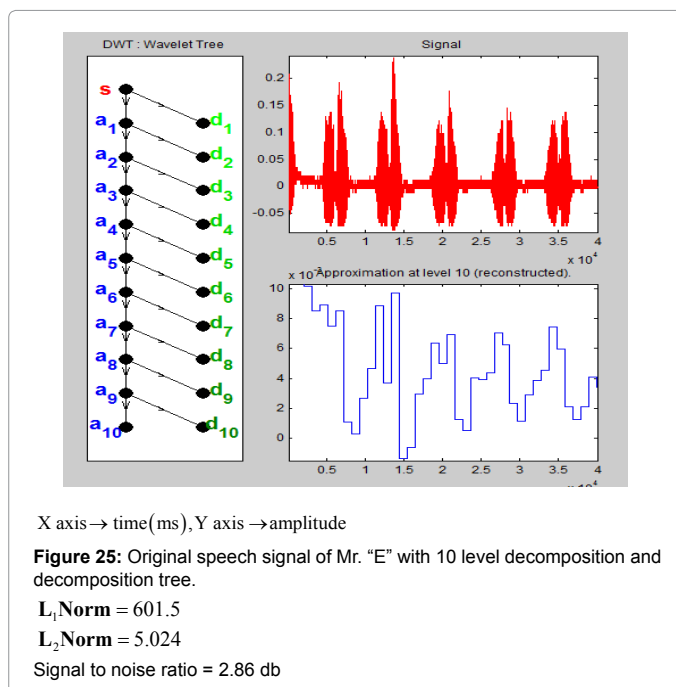 DWT : Wavelet Tree
s
a1 d1
a2 d2
a3 d3
a4 d4
a5 d5
a6 d6
a7 d7
a8 d8
a9 d9
a10 d10
Signal
0.2
0.15
0.1
0.05
0
-0.05
0.5 1 1.5 2 2.5 3 3.5 4
x 10^4
Approximation at level 10 (reconstructed).
10
8
6
4
2
0
0.5 1 1.5 2 2.5 3 3.5 4
X axis → time(ms),Y axis →amplitude
Figure 25: Original speech signal of Mr. “E” with 10 level decomposition and
decomposition tree.
L1Norm = 601.5
L2Norm = 5.024
Signal to noise ratio = 2.86 db